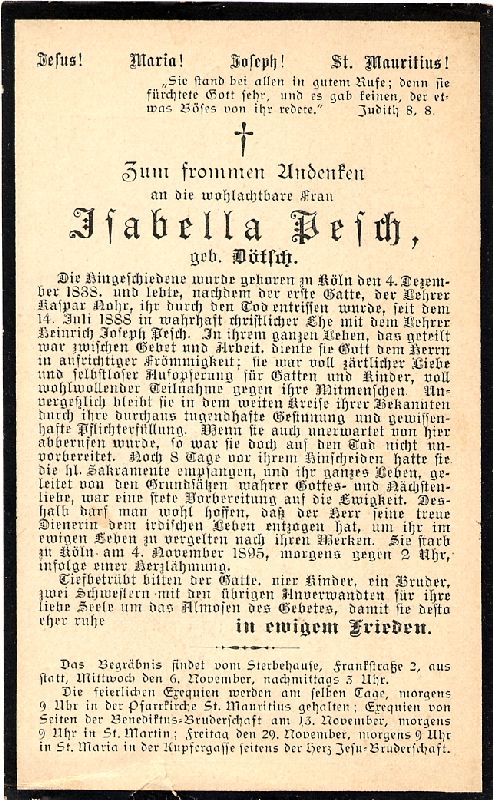 Jesus! Maria! Joseph! St. Mauritius!
„Sie stand bei allen in gutem Rufe; denn sie
fürchtete Gott sehr, und es gab keinen, der et-
was Böses von ihr redete." Judith 8, 8.
†
Zum frommen Andenken
an die wohlachtbare Frau
Isabella Pesch,
geb. Dötsch.
Die Hingeschiedene wurde geboren zu Köln den 4. Dezem-
ber 1838. und lebte, nachdem der erste Gatte, der Lehrer
Kaspar Nohr, ihr durch den Tod entrissen wurde, seit dem
14. Juli 1888 in wahrhaft christlicher Ehe mit dem Lehrer
Heinrich Joseph Pesch. In ihrem ganzen Leben, das geteilt
war zwischen Gebet und Arbeit, diente sie Gott dem Herrn
in aufrichtiger Frömmigkeit; sie war voll zärtlicher Liebe
und selbstloser Aufopferung für Gatten und Kinder, voll
wohlwollender Teilnahme gegen ihre Mitmenschen. Un-
vergeßlich bleibt sie in dem weiten Kreise ihrer Bekannten
durch ihre durchaus tugendhafte Gesinnung und gewissen-
hafte Pflichterfüllung. Wenn sie auch unerwartet von hier
abberufen wurde, so war sie doch auf den Tod nicht un-
vorbereitet. Noch 8 Tage vor ihrem Hinscheiden hatte sie
die hl. Sakramente empfangen, und ihr ganzes Leben, ge-
leitet von den Grundsätzen wahrer Gottes- und Nächsten-
liebe, war eine stete Vorbereitung auf die Ewigkeit. Des-
halb darf man wohl hoffen, daß der Herr seine treue
Dienerin dem irdischen Leben entzogen hat, um ihr im
ewigen Leben zu vergelten nach ihren Werken. Sie starb
zu Köln am 4. November 1895, morgens gegen 2 Uhr,
infolge einer Herzlähmung.
Tiefbetrübt bitten der Gatte. vier Kinder, ein Bruder,
zwei Schwestern mit den übrigen Anverwandten für ihre
liebe Seele um das Almosen des Gebetes, damit sie desto
eher ruhe in ewigem Frieden.
Das Begräbnis findet vom Sterbehause, Frankstraße 2, aus
statt, Mittwoch den 6. November, nachmittags 3 Uhr.
Die feierlichen Exequien werden am selben Tage, morgens
9 Uhr in der Pfarrkirche St. Mauritius gehalten; Exequien von
Seiten der Benediktus-Bruderschaft am 13. November, morgens
9 Uhr in St. Martin; Freitag den 29. November, morgens 9 Uhr
in St. Maria in der Kupfergasse seitens der Herz Jesu-Bruderschaft.